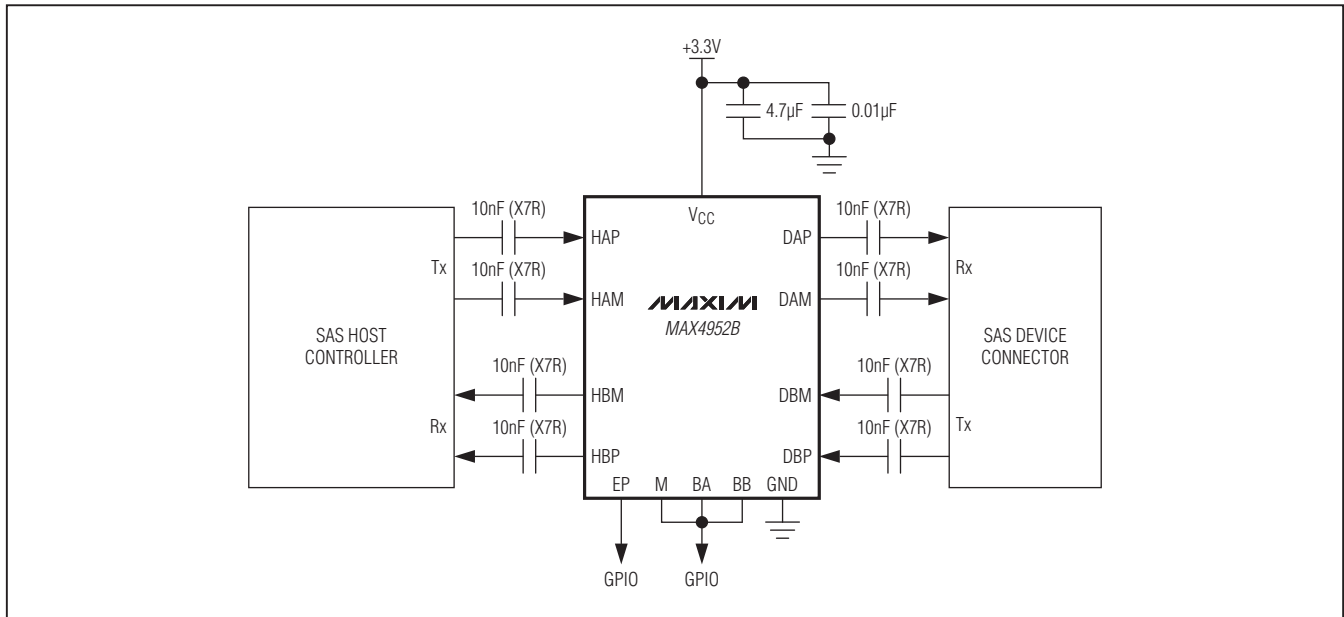 +3.3V
4.7µF
0.01µF
10nF (X7R)
10nF (X7R)
VCC
HAP
DAP
Tx
10nF (X7R)
10nF (X7R)
Rx
HAM
MAXIM
DAM
MAX4952B
SAS HOST
CONTROLLER
SAS DEVICE
CONNECTOR
10nF (X7R)
10nF (X7R)
HBM
DBM
Rx
10nF (X7R)
10nF (X7R)
Tx
HBP
DBP
EP
M
BA
BB
GND
GPIO
GPIO